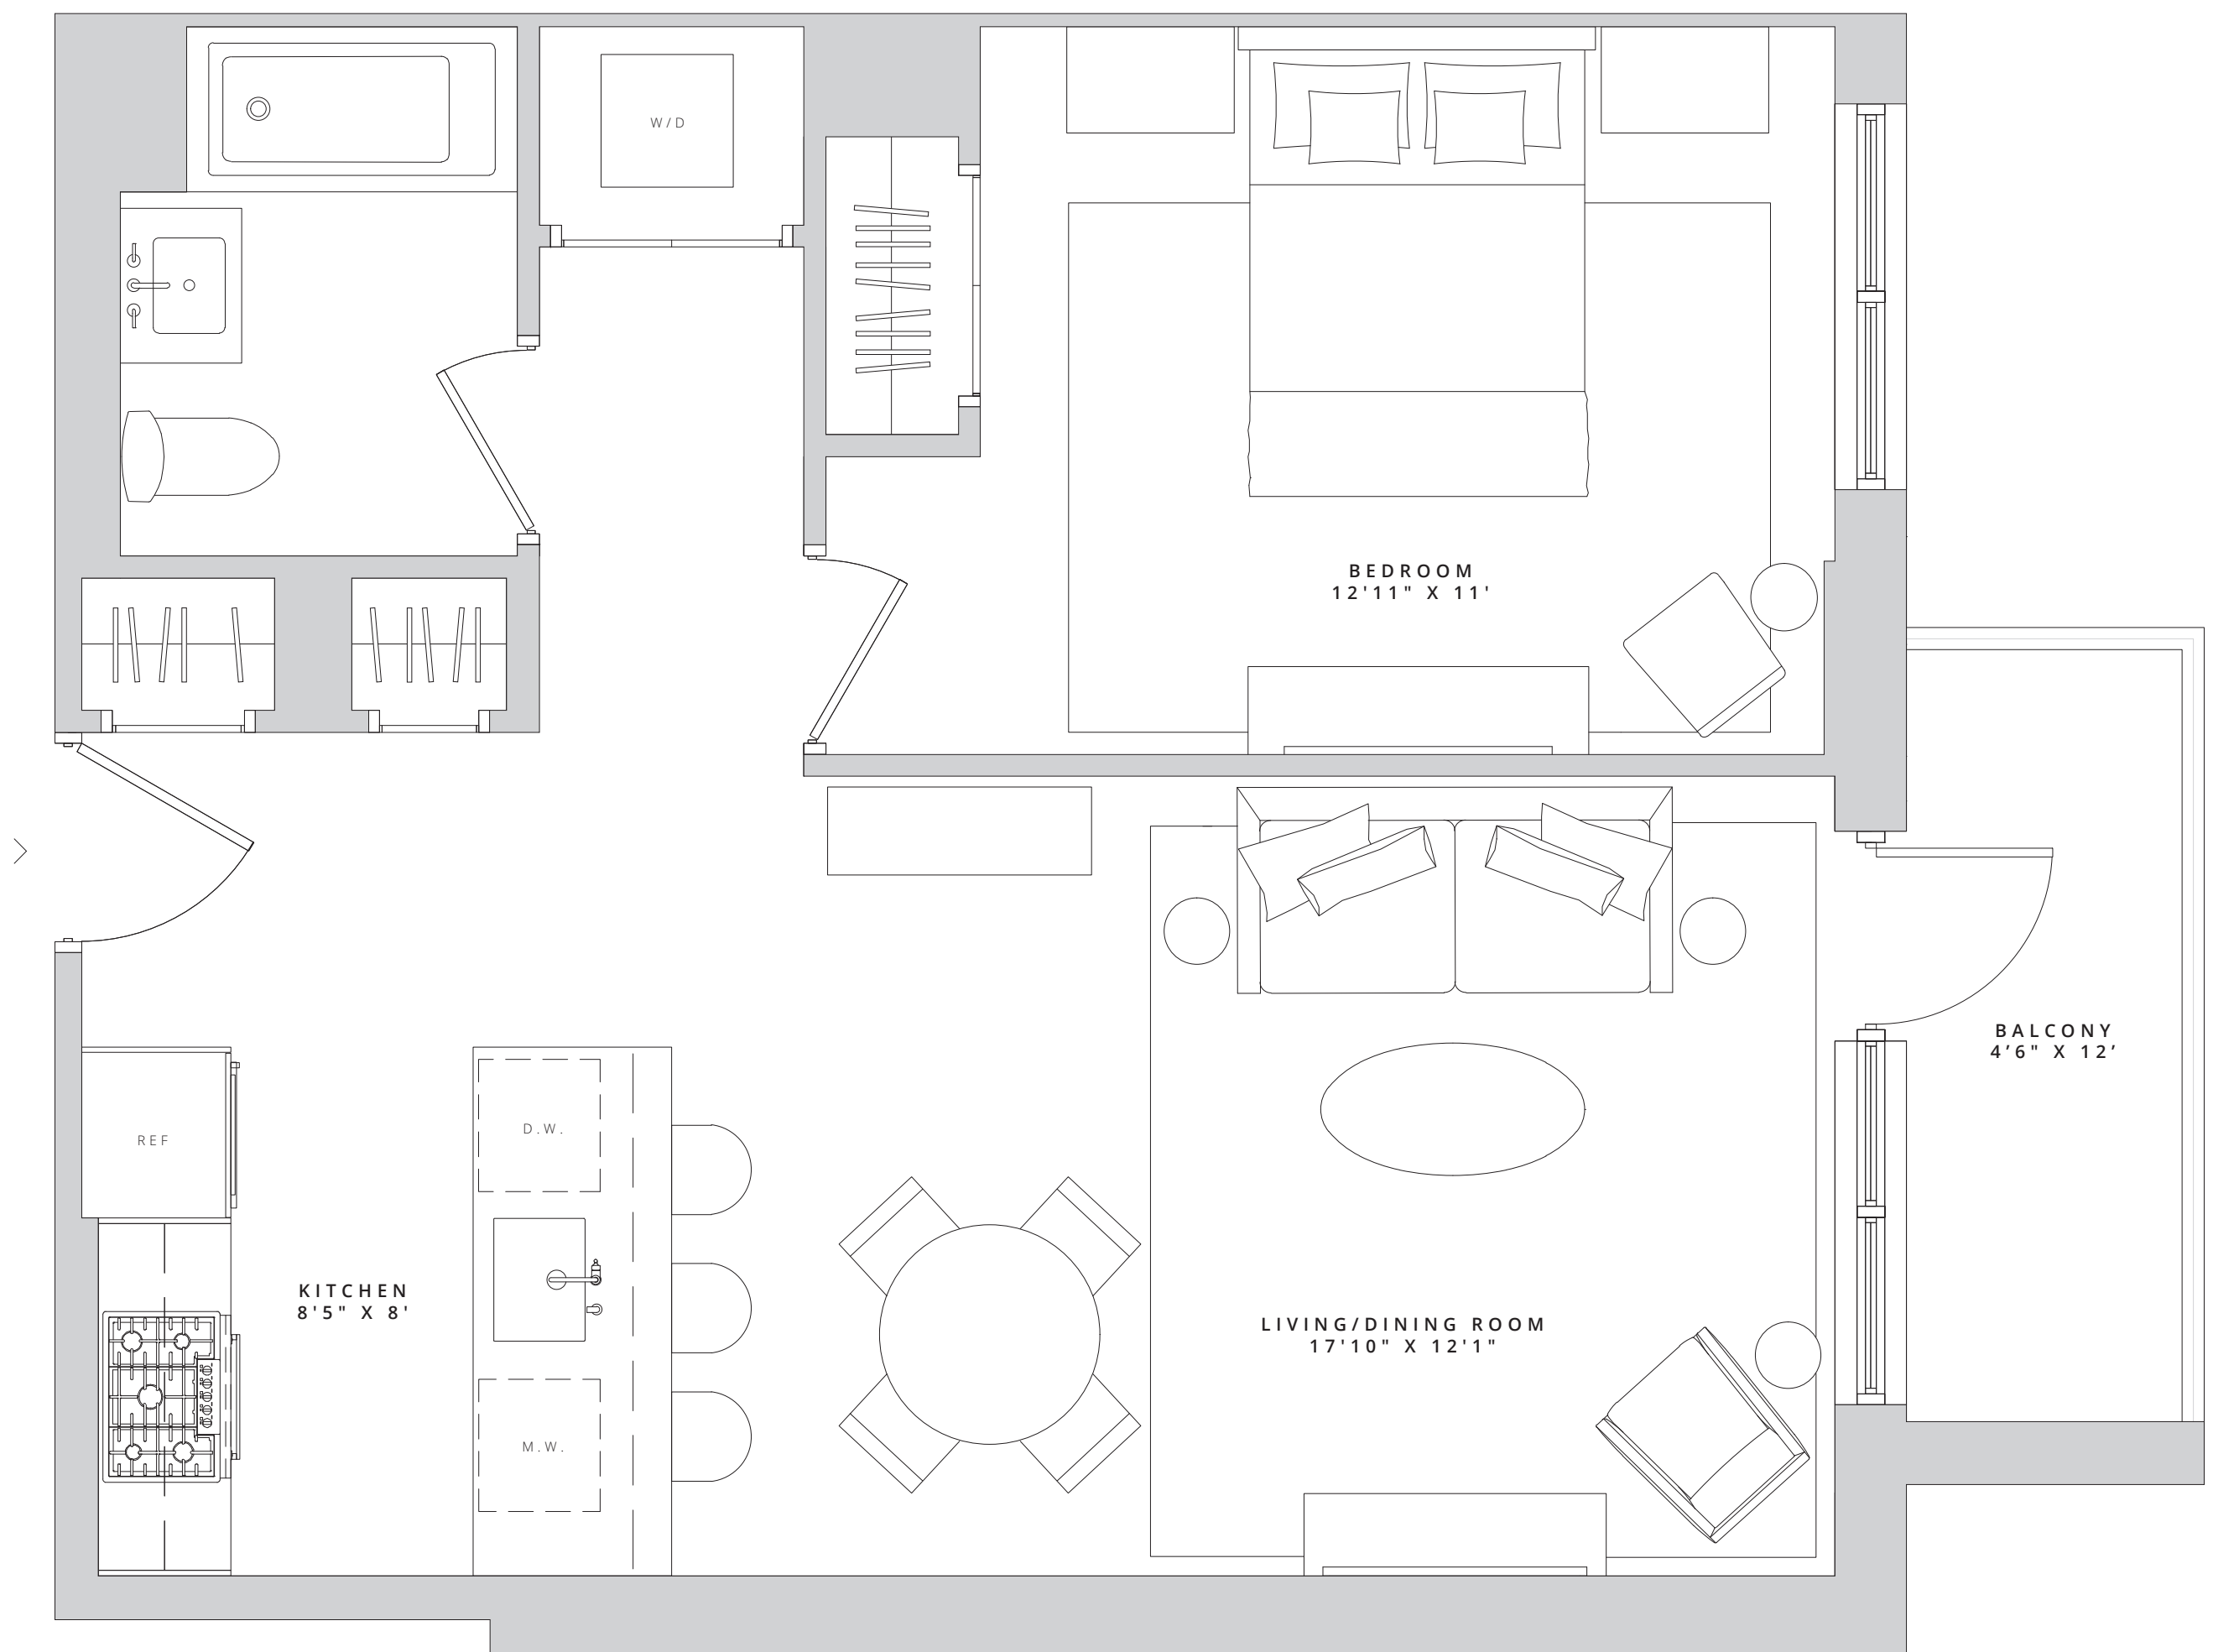 W/D
BEDROOM
12'11" X 11'
BALCONY
4’6" X 12’
REF
D.W.
KITCHEN
8'5" X 8'
LIVING/DINING ROOM
17'10" X 12'1"
M.W.